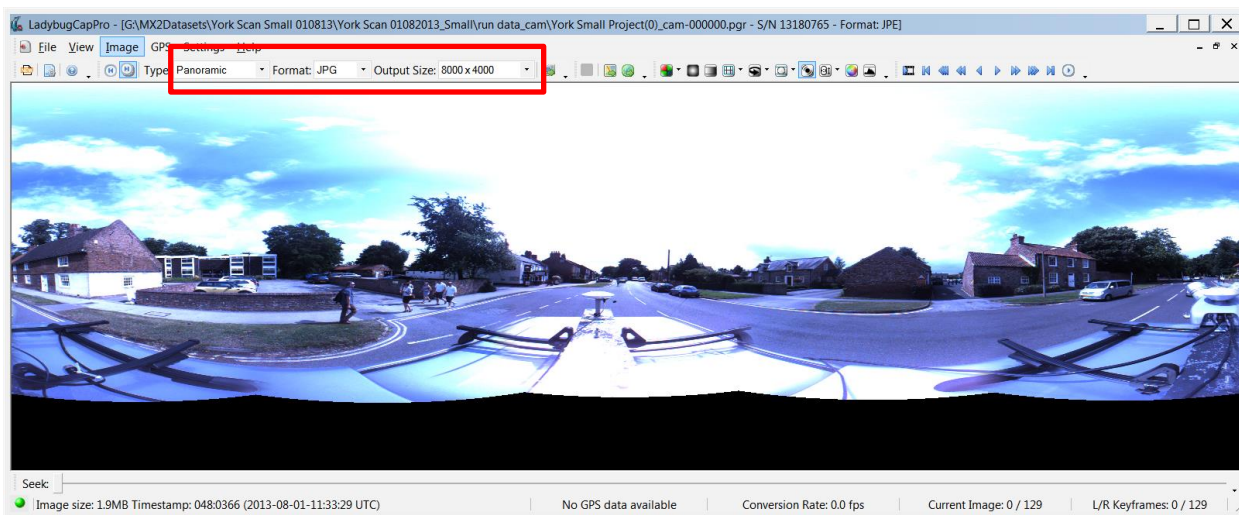 LadybugCapPro - [G:\MX2Datasets\York Scan Small 010813\York Scan 01082013_Small\run data_cam\York Small Project(0)_cam-000000.pgr - S/N 13180765 - Format: JPE]
File View Image GPS Settings Help
Type Panoramic Format: JPG Output Size: 8000 x 4000
Seek:
Image size: 1.9MB Timestamp: 048:0366 (2013-08-01-11:33:29 UTC) No GPS data available Conversion Rate: 0.0 fps Current Image: 0 / 129 L/R Keyframes: 0 / 129